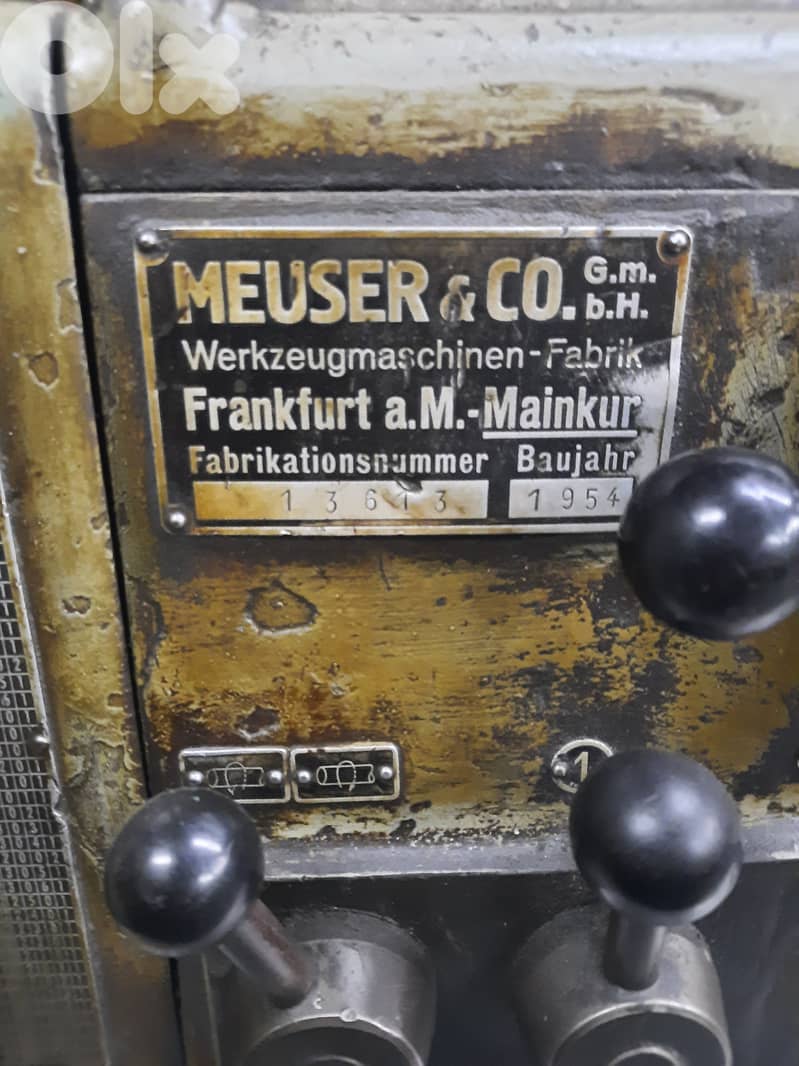 olx
MEUSER & CO. G.m.
b.H.
Werkzeugmaschinen-Fabrik
Frankfurt a.M.-Mainkur
Fabrikationsnummer Baujahr
13613 1954
1